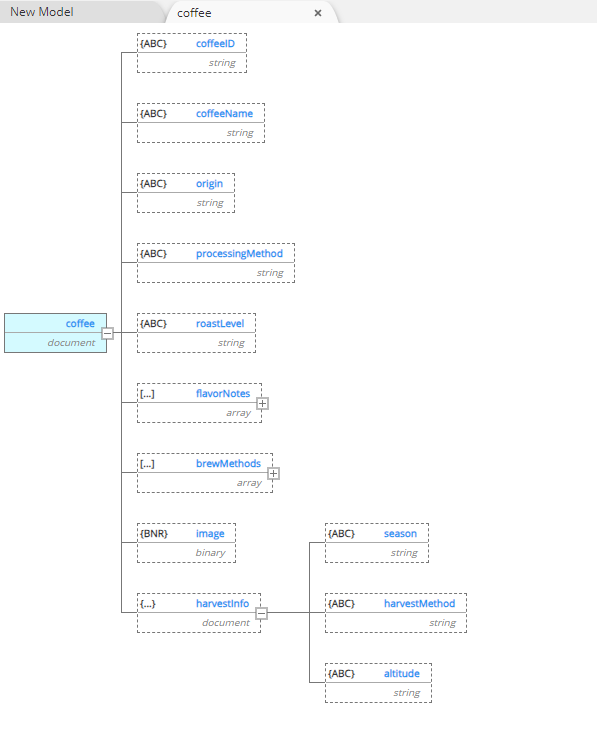 New Model
coffee
{ABC} coffeeID
string
{ABC} coffeeName
string
{ABC} origin
string
{ABC} processingMethod
string
coffee
document
{ABC} roastLevel
string
[...] flavorNotes
array
[...] brewMethods
array
{BNR} image
binary
{ABC} season
string
{...} harvestInfo
document
{ABC} harvestMethod
string
{ABC} altitude
string